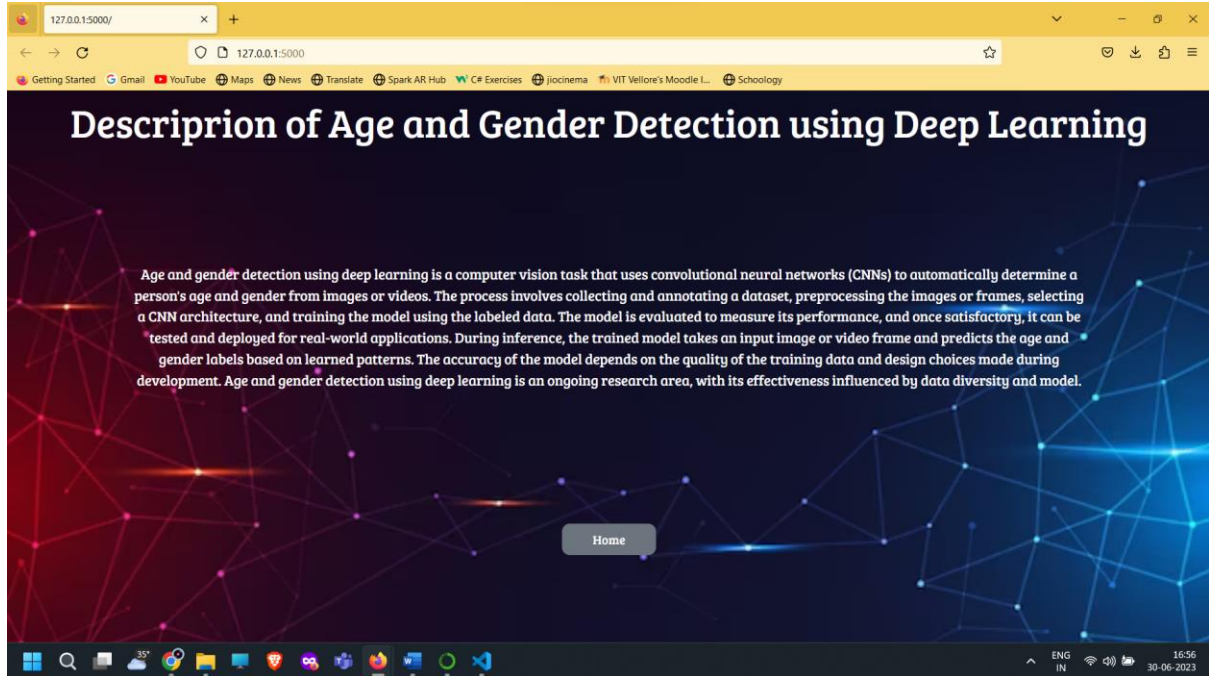 127.0.0.1:5000/
127.0.0.1:5000
Getting Started Gmail YouTube Maps News Translate Spark AR Hub C# Exercises jiocinema VIT Vellore's Moodle L... Schoology
Descriprion of Age and Gender Detection using Deep Learning
Age and gender detection using deep learning is a computer vision task that uses convolutional neural networks (CNNs) to automatically determine a
person's age and gender from images or videos. The process involves collecting and annotating a dataset, preprocessing the images or frames, selecting
a CNN architecture, and training the model using the labeled data. The model is evaluated to measure its performance, and once satisfactory, it can be
tested and deployed for real-world applications. During inference, the trained model takes an input image or video frame and predicts the age and
gender labels based on learned patterns. The accuracy of the model depends on the quality of the training data and design choices made during
development. Age and gender detection using deep learning is an ongoing research area, with its effectiveness influenced by data diversity and model.
Home
35°
ENG 16:56
IN 30-06-2023